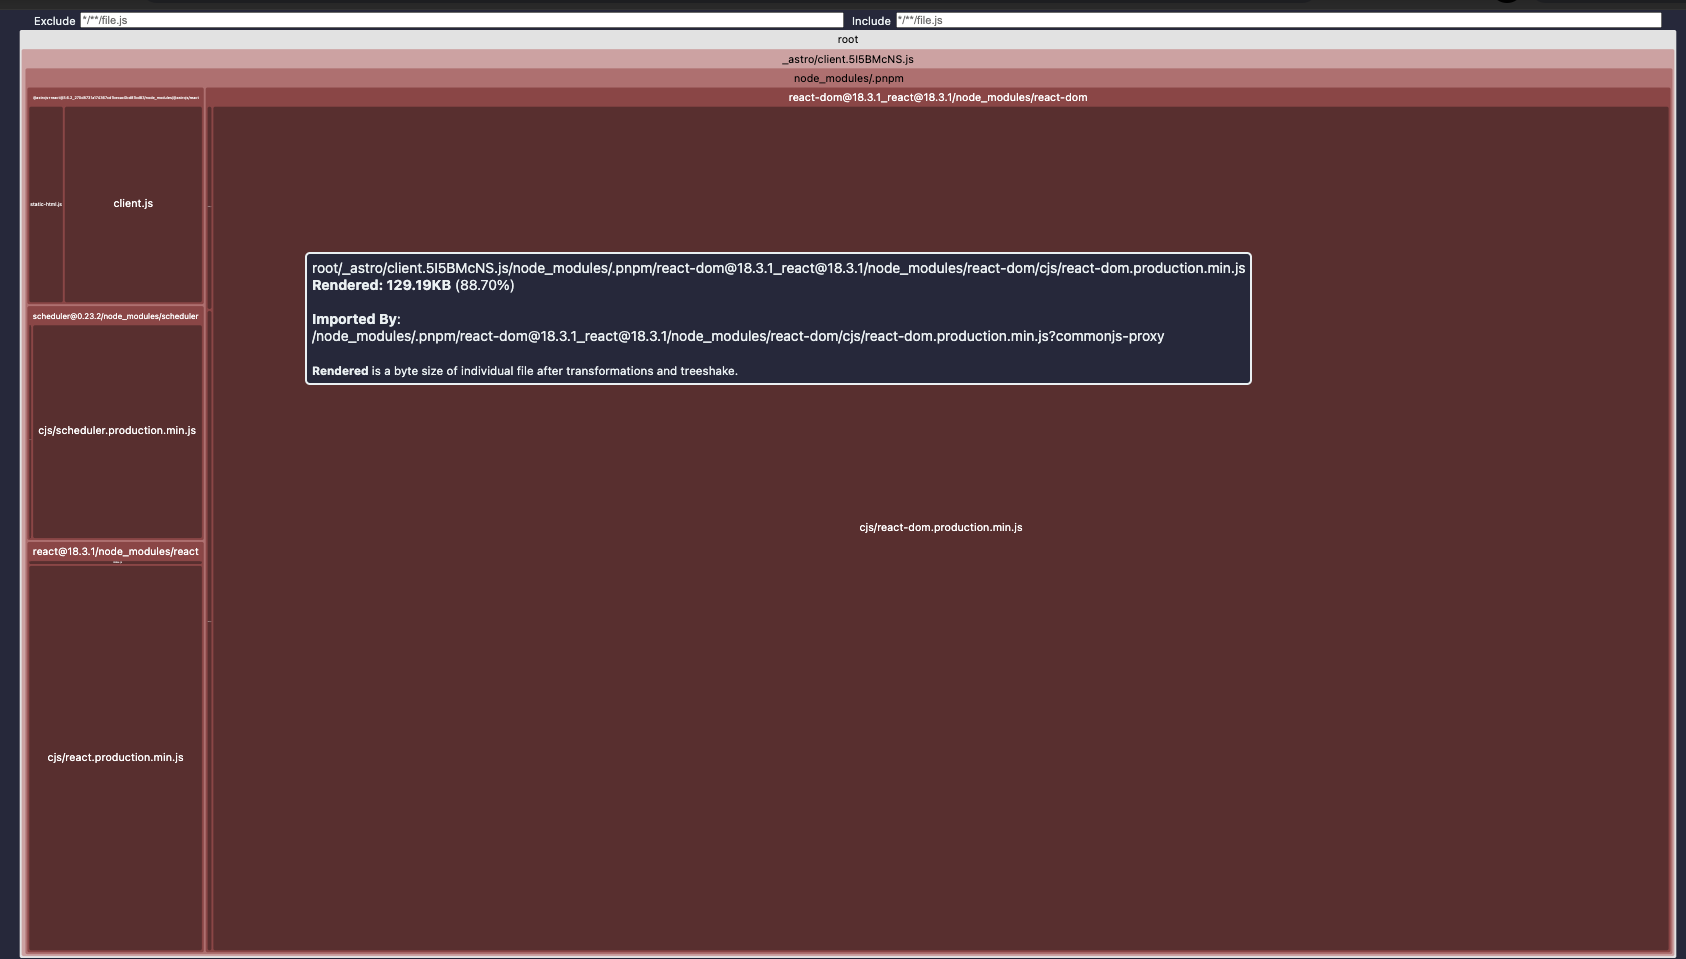 Exclude */**/file.js Include */**/file.js
root
_astro/client.5I5BMcNS.js
node_modules/.pnpm
react-dom@18.3.1_react@18.3.1/node_modules/react-dom
static-html.js
client.js
root/_astro/client.5I5BMcNS.js/node_modules/.pnpm/react-dom@18.3.1_react@18.3.1/node_modules/react-dom/cjs/react-dom.production.min.js
Rendered: 129.19KB (88.70%)
Imported By:
/node_modules/.pnpm/react-dom@18.3.1_react@18.3.1/node_modules/react-dom/cjs/react-dom.production.min.js?commonjs-proxy
Rendered is a byte size of individual file after transformations and treeshake.
scheduler@0.23.2/node_modules/scheduler
cjs/scheduler.production.min.js
cjs/react-dom.production.min.js
react@18.3.1/node_modules/react
cjs/react.production.min.js